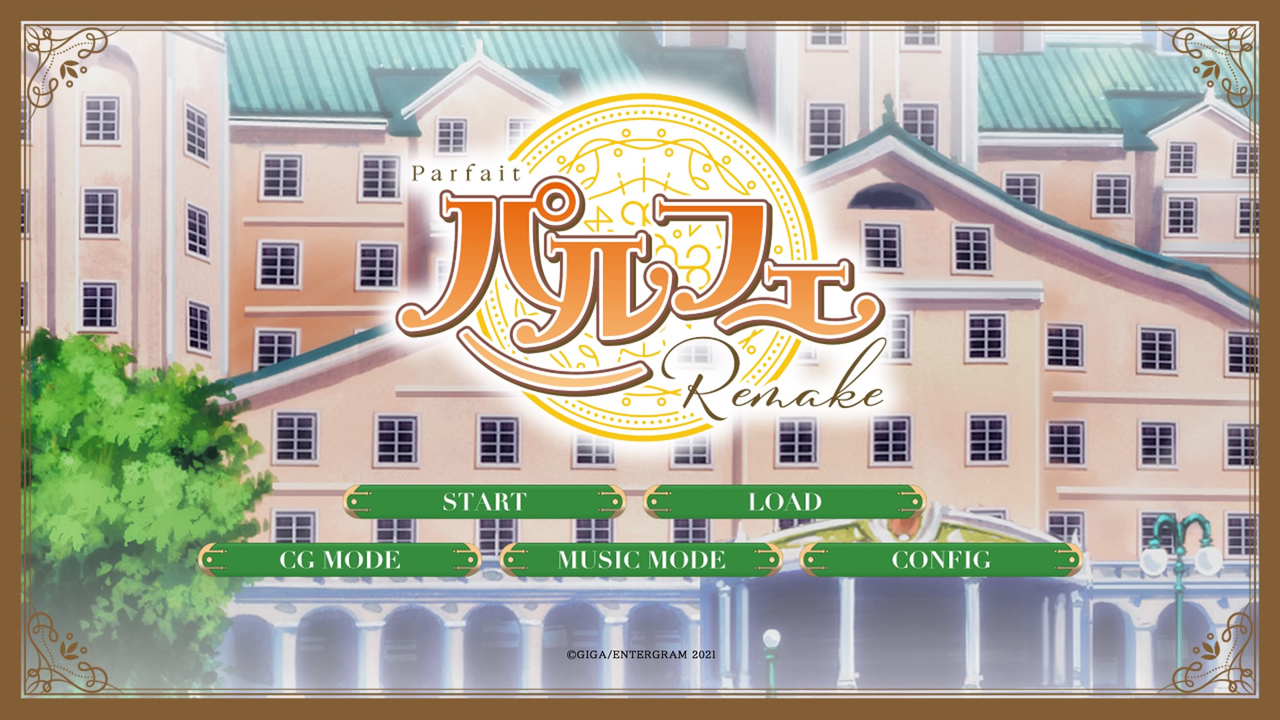 Parfait
パルフェ
Remake
START
LOAD
CG MODE
MUSIC MODE
CONFIG
©GIGA/ENTERGRAM 2021